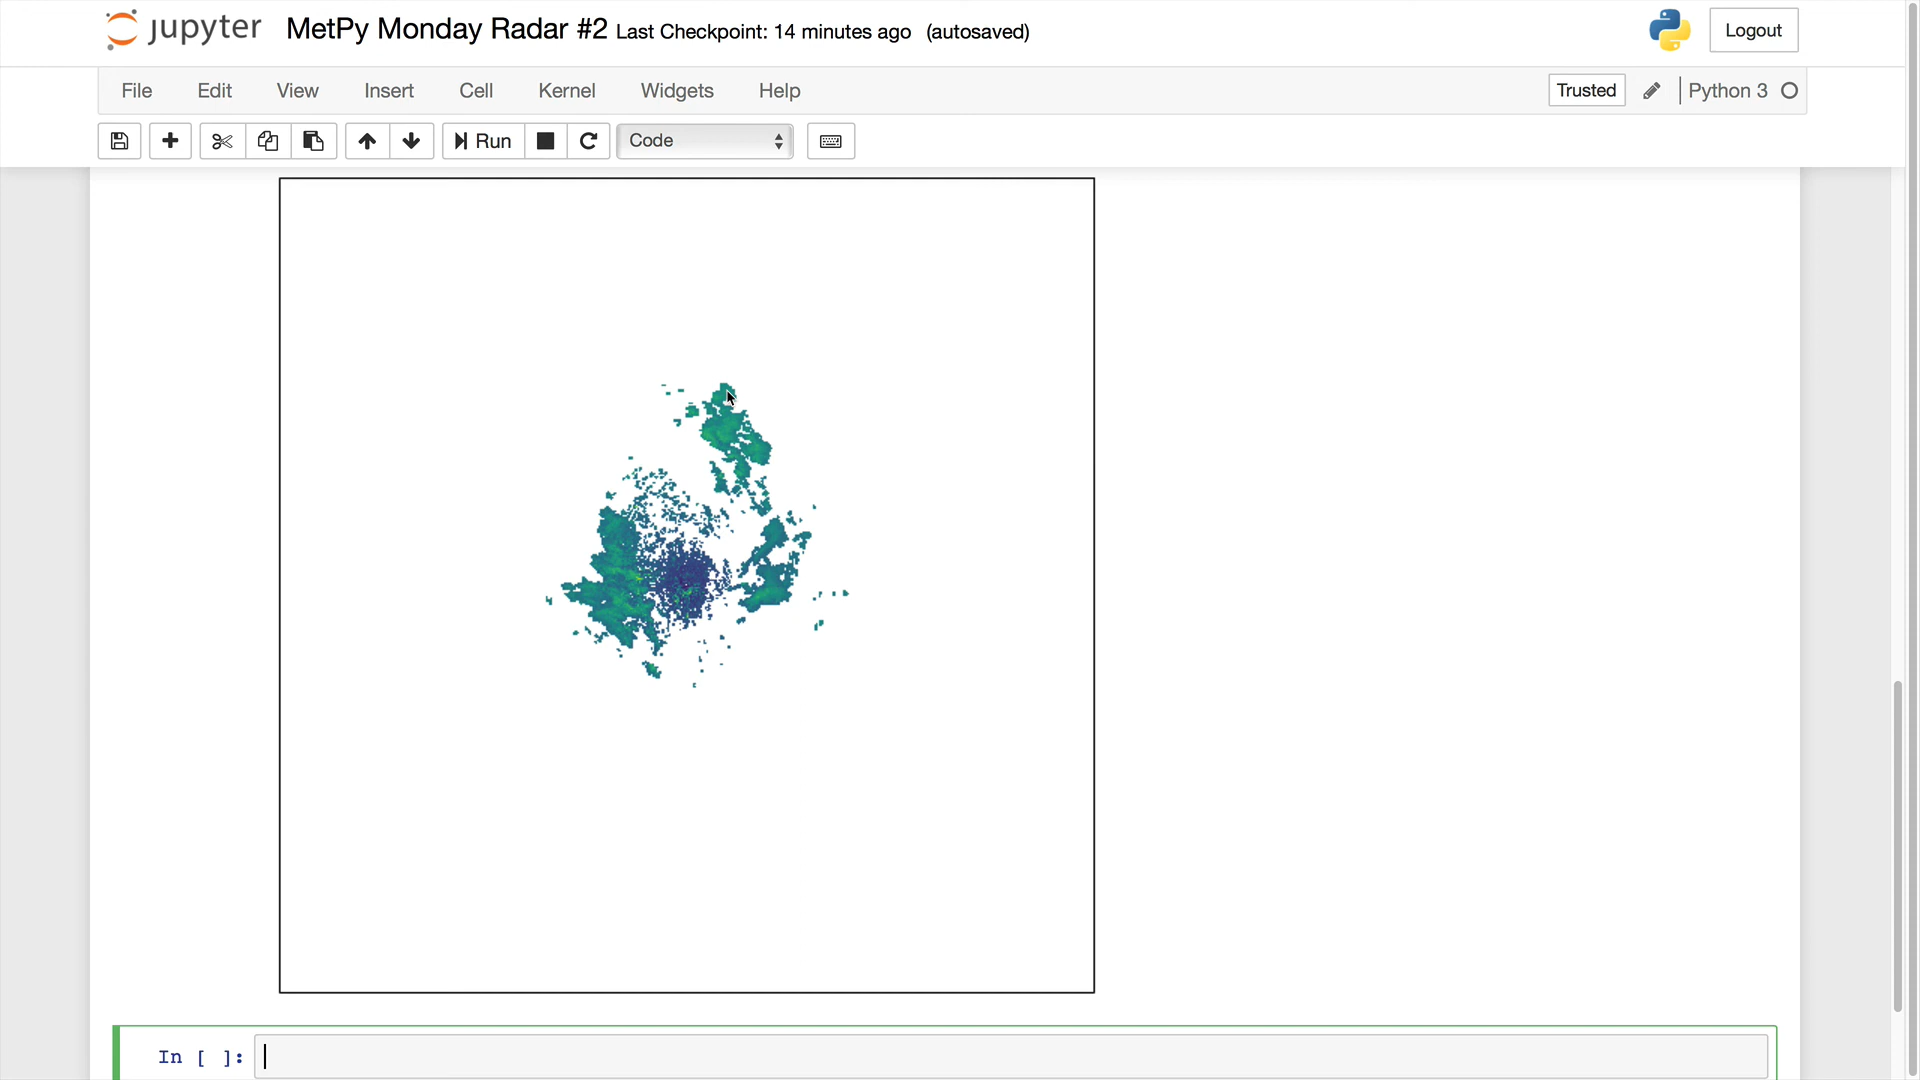 jupyter MetPy Monday Radar #2 Last Checkpoint: 14 minutes ago (autosaved) Logout
File Edit View Insert Cell Kernel Widgets Help Trusted Python 3
Run Code
In [ ]: